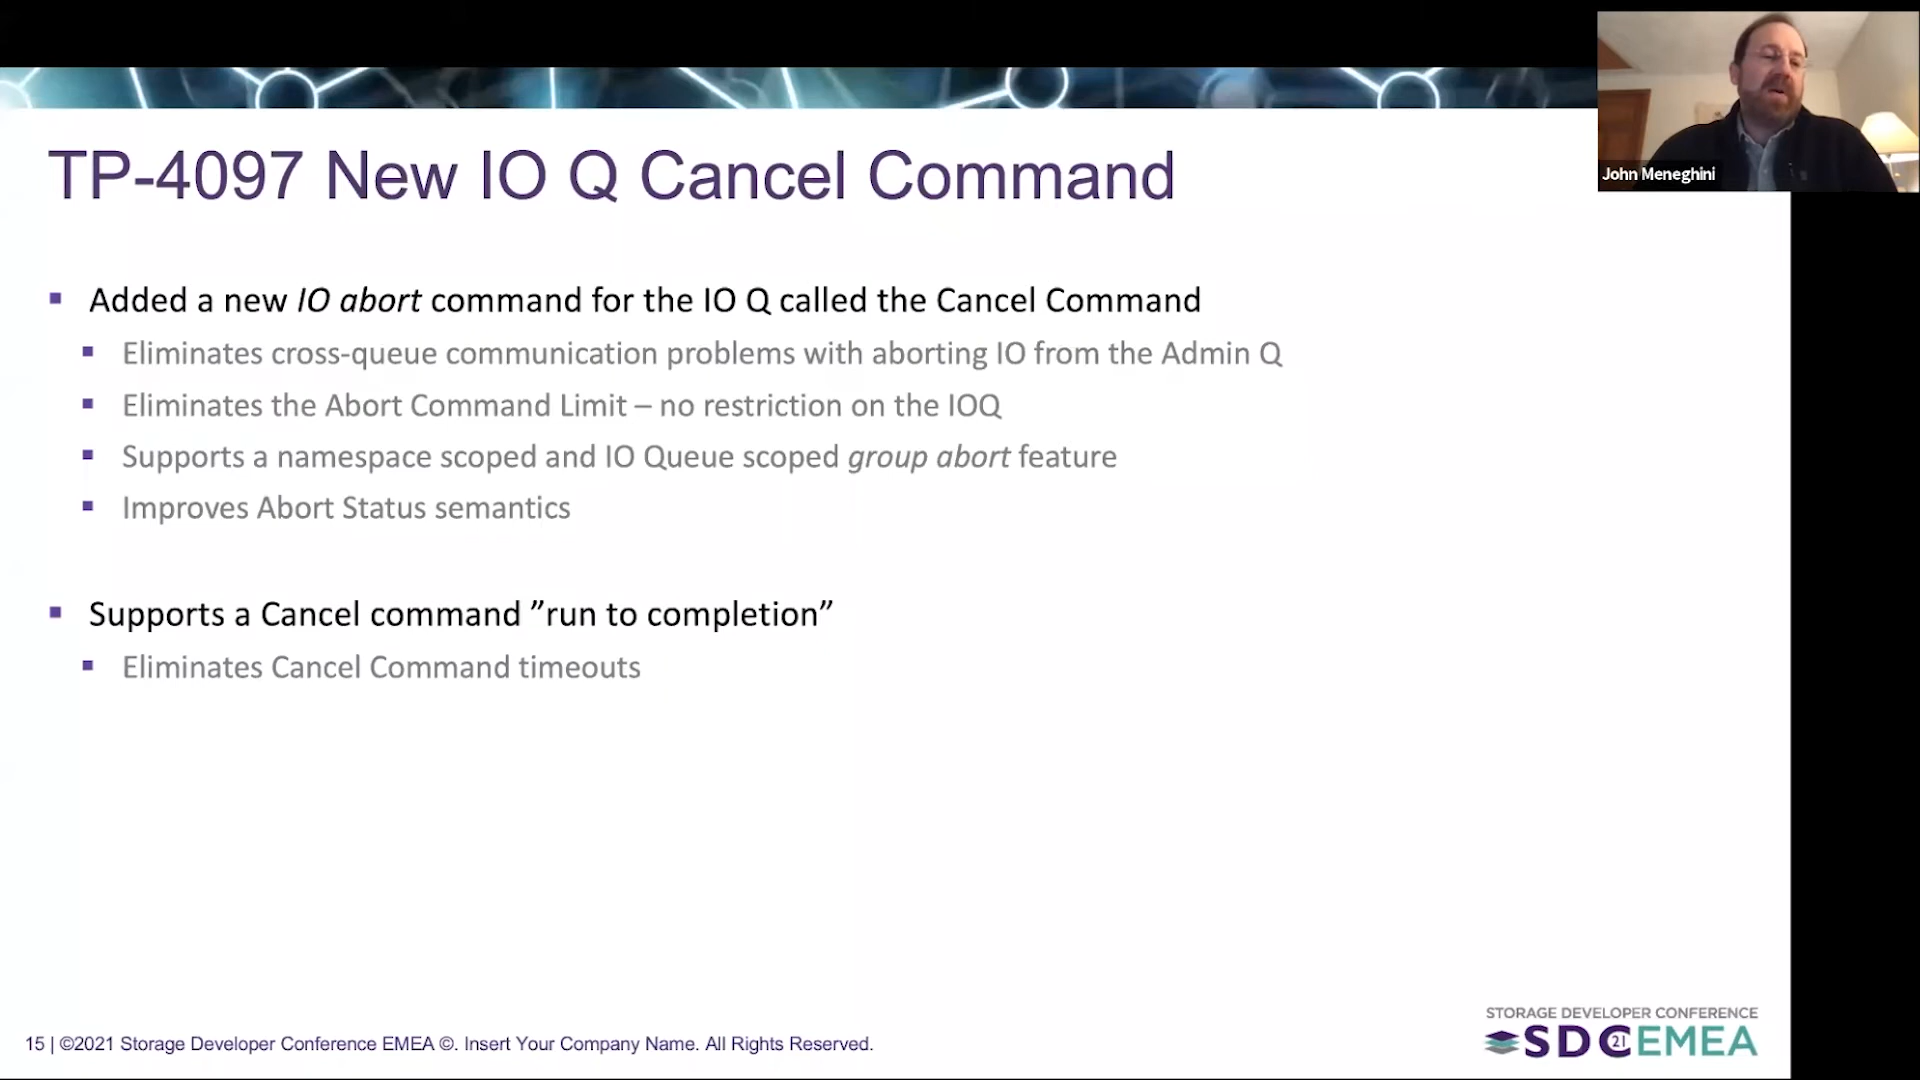 John Meneghini
TP-4097 New IO Q Cancel Command
Added a new IO abort command for the IO Q called the Cancel Command
Eliminates cross-queue communication problems with aborting IO from the Admin Q
Eliminates the Abort Command Limit – no restriction on the IOQ
Supports a namespace scoped and IO Queue scoped group abort feature
Improves Abort Status semantics
Supports a Cancel command ”run to completion”
Eliminates Cancel Command timeouts
15 | ©2021 Storage Developer Conference EMEA ©. Insert Your Company Name. All Rights Reserved.
STORAGE DEVELOPER CONFERENCE
SDC 21 EMEA